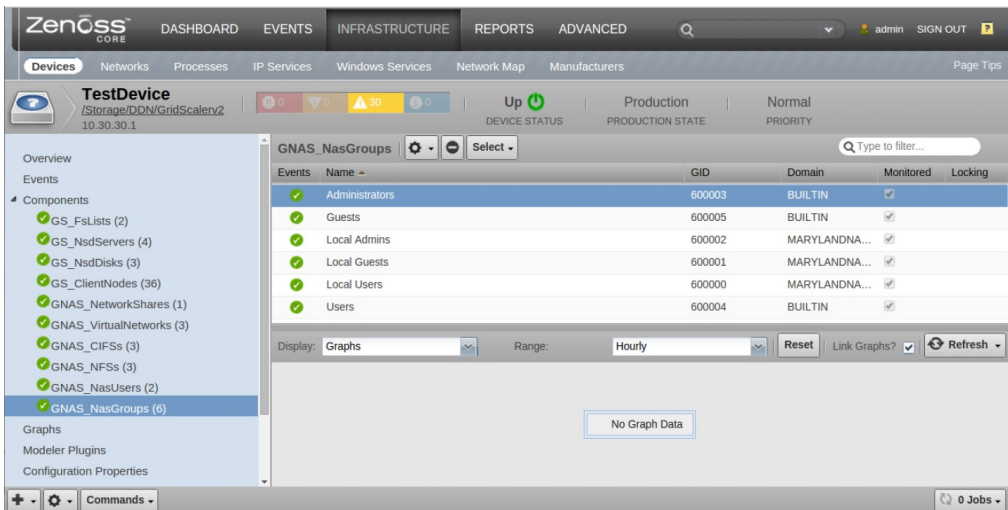 Zenoss™ CORE DASHBOARD EVENTS INFRASTRUCTURE REPORTS ADVANCED admin SIGN OUT ?
Devices Networks Processes IP Services Windows Services Network Map Manufacturers Page Tips
TestDevice
/Storage/DDN/GridScalerv2
10.30.30.1
0 0 30 0
Up
DEVICE STATUS
Production
PRODUCTION STATE
Normal
PRIORITY
Overview
Events
Components
GS_FsLists (2)
GS_NsdServers (4)
GS_NsdDisks (3)
GS_ClientNodes (36)
GNAS_NetworkShares (1)
GNAS_VirtualNetworks (3)
GNAS_CIFSs (3)
GNAS_NFSs (3)
GNAS_NasUsers (2)
GNAS_NasGroups (6)
Graphs
Modeler Plugins
Configuration Properties
GNAS_NasGroups Select Type to filter...
Events Name GID Domain Monitored Locking
Administrators 600003 BUILTIN
Guests 600005 BUILTIN
Local Admins 600002 MARYLANDNA...
Local Guests 600001 MARYLANDNA...
Local Users 600000 MARYLANDNA...
Users 600004 BUILTIN
Display: Graphs Range: Hourly Reset Link Graphs? Refresh
No Graph Data
Commands 0 Jobs